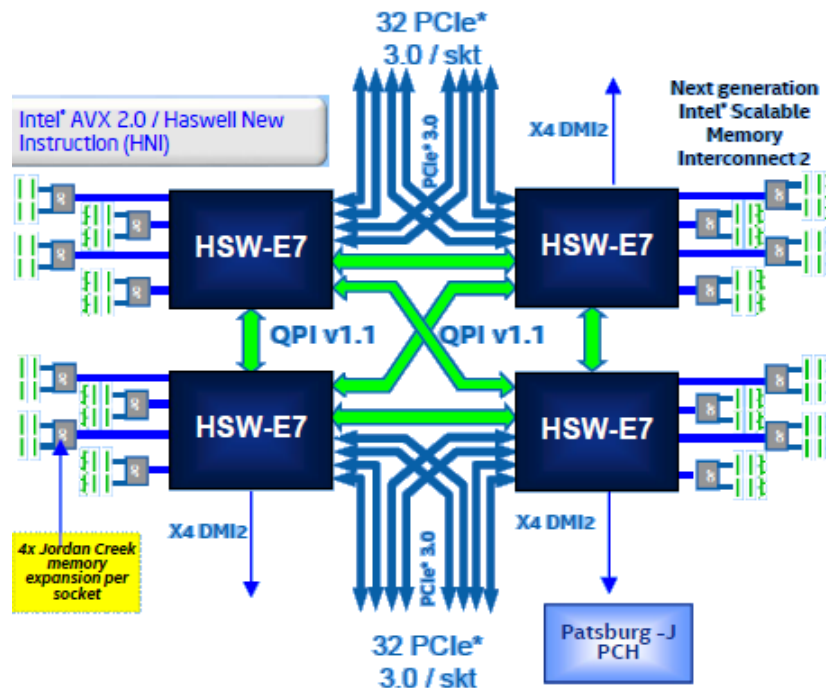 32 PCIe*
3.0 / skt
Intel® AVX 2.0 / Haswell New
Instruction (HNI)
Next generation
Intel® Scalable
Memory
Interconnect 2
X4 DMI2
PCIe* 3.0
HSW-E7
HSW-E7
QPI v1.1
QPI v1.1
HSW-E7
HSW-E7
X4 DMI2
X4 DMI2
PCIe* 3.0
4x Jordan Creek
memory
expansion per
socket
32 PCIe*
3.0 / skt
Patsburg -J
PCH